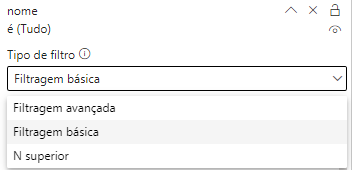 nome
é (Tudo)
Tipo de filtro
Filtragem básica
Filtragem avançada
Filtragem básica
N superior